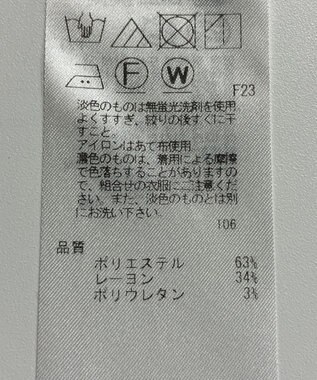 F W
F23
淡色のものは無蛍光洗剤を使用
よくすすぎ、絞りの後すぐに干
すこと。
アイロンはあて布使用。
濃色のものは、着用による摩擦
で色落ちすることがありますの
で、組合せの衣服にご注意くだ
さい。また、淡色のものとは別
にお洗い下さい。
106
品質
ポリエステル 63%
レーヨン 34%
ポリウレタン 3%